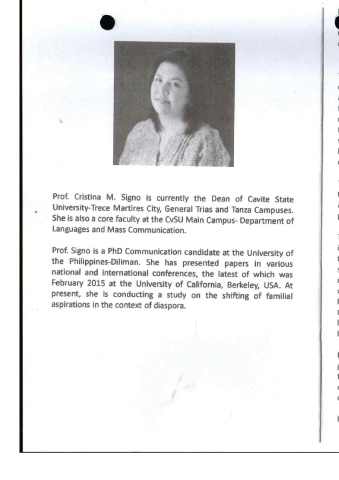 Prof. Cristina M. Signo is currently the Dean of Cavite State
University-Trece Martires City, General Trias and Tanza Campuses.
She is also a core faculty at the CvSU Main Campus- Department of
Languages and Mass Communication.
Prof. Signo is a PhD Communication candidate at the University of
the Philippines-Diliman. She has presented papers in various
national and international conferences, the latest of which was
February 2015 at the University of California, Berkeley, USA. At
present, she is conducting a study on the shifting of familial
aspirations in the context of diaspora.